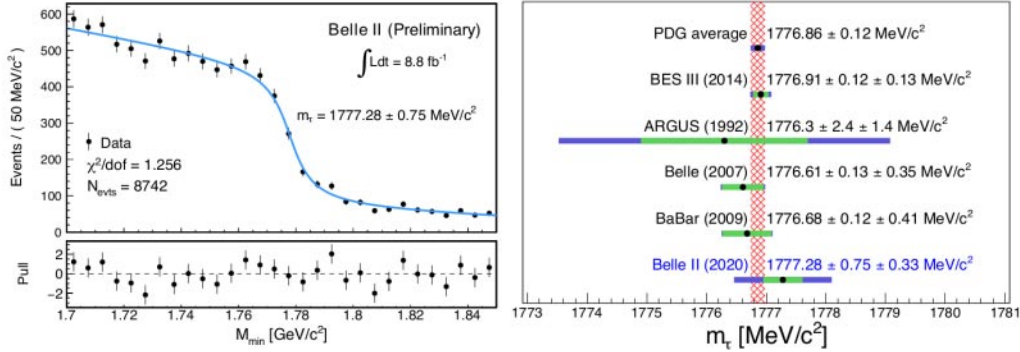 600
500
400
300
200
100
0
Events / ( 50 MeV/c²)
Belle II (Preliminary)
∫Ldt = 8.8 fb⁻¹
mτ = 1777.28 ± 0.75 MeV/c²
Data
χ²/dof = 1.256
Nevts = 8742
Pull
2
0
−2
1.7 1.72 1.74 1.76 1.78 1.8 1.82 1.84
Mmin [GeV/c²]
PDG average 1776.86 ± 0.12 MeV/c²
BES III (2014) 1776.91 ± 0.12 ± 0.13 MeV/c²
ARGUS (1992) 1776.3 ± 2.4 ± 1.4 MeV/c²
Belle (2007) 1776.61 ± 0.13 ± 0.35 MeV/c²
BaBar (2009) 1776.68 ± 0.12 ± 0.41 MeV/c²
Belle II (2020) 1777.28 ± 0.75 ± 0.33 MeV/c²
1773 1774 1775 1776 1777 1778 1779 1780 1781
mτ [MeV/c²]